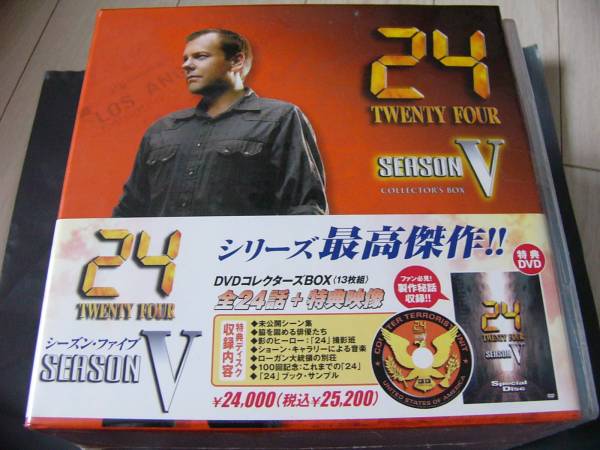 LOS AN
24
TWENTY FOUR
SEASON V
COLLECTOR'S BOX
24
TWENTY FOUR
シーズン・ファイブ
SEASON V
シリーズ最高傑作!!
特典DVD
DVDコレクターズBOX(13枚組)
全24話+特典映像
ファン必見!
製作秘話
収録!!
特典ディスク
収録内容
◆未公開シーン集
◆脇を固める俳優たち
◆影のヒーロー:「24」撮影班
◆ショーン・キャラリーによる音楽
◆ローガン大統領の別荘
◆100回記念:これまでの「24」
◆「24」ブック・サンプル
¥24,000(税込¥25,200)
COUNTER TERRORIST UNIT
24
UNITED STATES OF AMERICA
24
SEASON V
Special
Disc